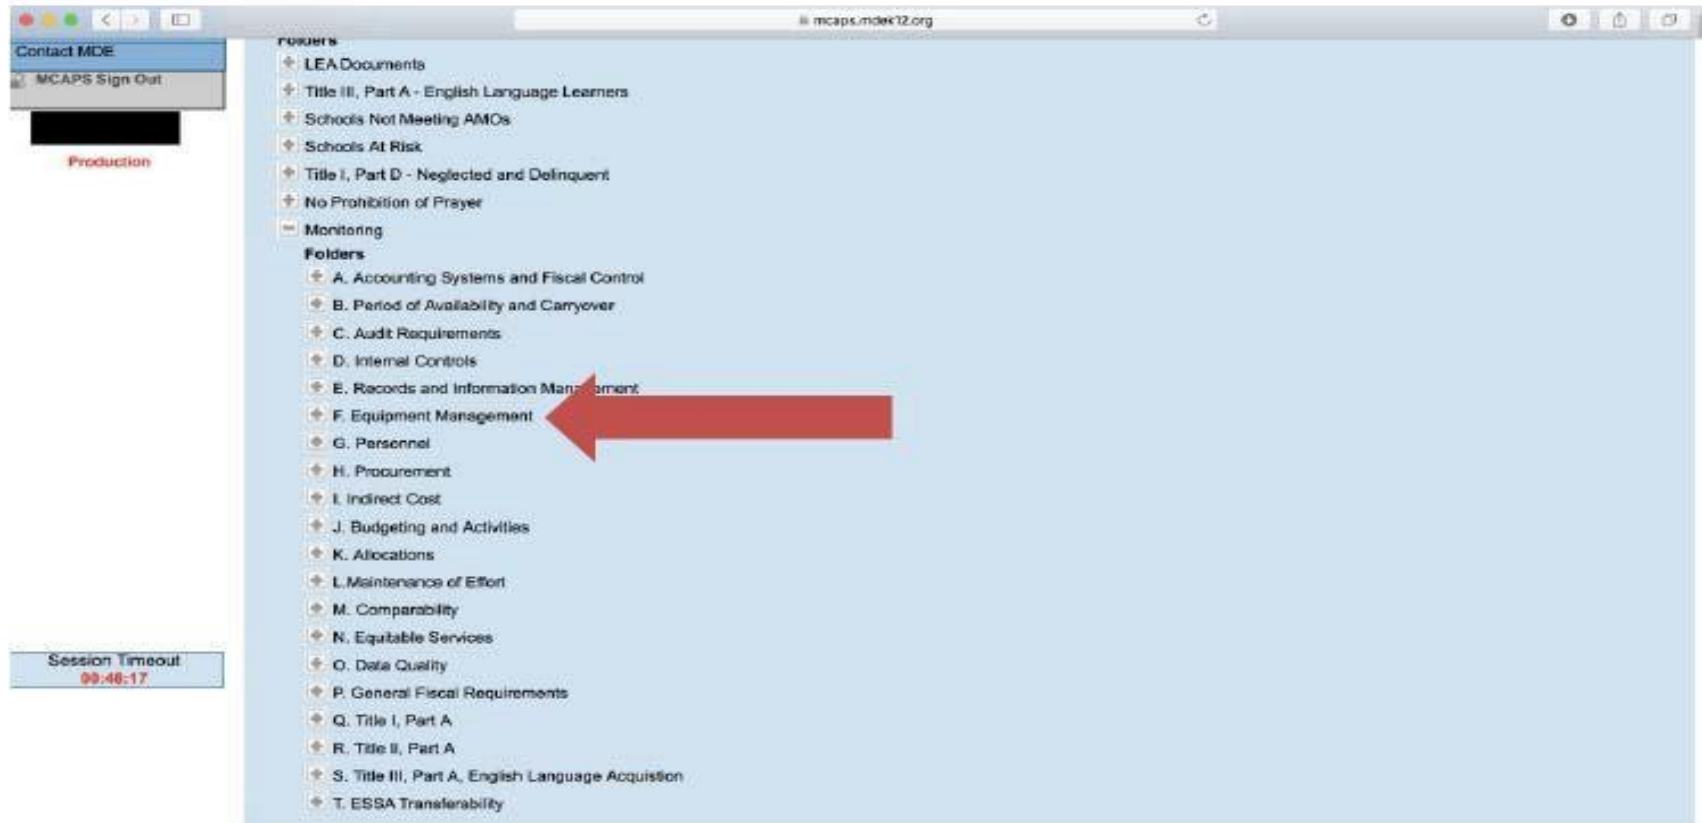 mcaps.mdek12.org
Contact MDE
MCAPS Sign Out
Production
Session Timeout
00:48:17
Folders
LEA Documents
Title III, Part A - English Language Learners
Schools Not Meeting AMOs
Schools At Risk
Title I, Part D - Neglected and Delinquent
No Prohibition of Prayer
Monitoring
Folders
A. Accounting Systems and Fiscal Control
B. Period of Availability and Carryover
C. Audit Requirements
D. Internal Controls
E. Records and Information Management
F. Equipment Management
G. Personnel
H. Procurement
I. Indirect Cost
J. Budgeting and Activities
K. Allocations
L.Maintenance of Effort
M. Comparability
N. Equitable Services
O. Data Quality
P. General Fiscal Requirements
Q. Title I, Part A
R. Title II, Part A
S. Title III, Part A, English Language Acquistion
T. ESSA Transferability